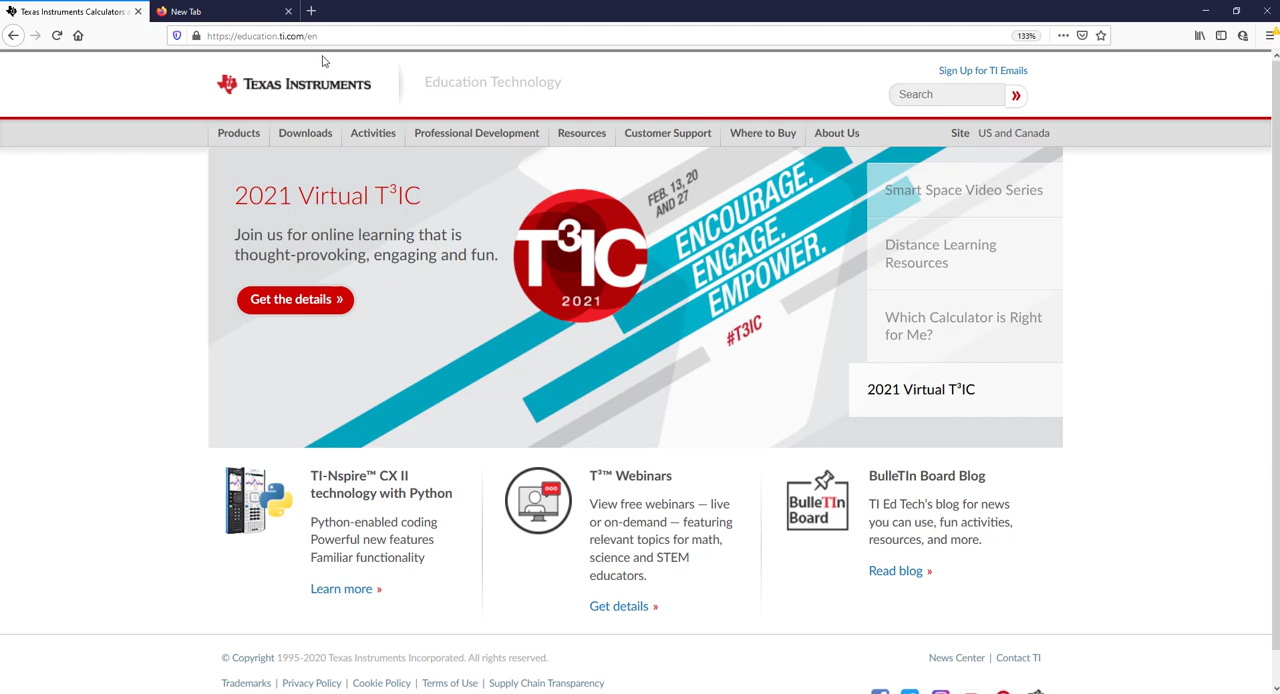 Texas Instruments Calculators a
New Tab
https://education.ti.com/en
133%
TEXAS INSTRUMENTS
Education Technology
Sign Up for TI Emails
Search
Products
Downloads
Activities
Professional Development
Resources
Customer Support
Where to Buy
About Us
Site US and Canada
2021 Virtual T³IC
Join us for online learning that is
thought-provoking, engaging and fun.
Get the details »
T³IC
2021
FEB. 13, 20
AND 27
ENCOURAGE.
ENGAGE.
EMPOWER.
#T3IC
Smart Space Video Series
Distance Learning
Resources
Which Calculator is Right
for Me?
2021 Virtual T³IC
TI-Nspire™ CX II
technology with Python
Python-enabled coding
Powerful new features
Familiar functionality
Learn more »
T³™ Webinars
View free webinars — live
or on-demand — featuring
relevant topics for math,
science and STEM
educators.
Get details »
BulleTIn
Board
BulleTIn Board Blog
TI Ed Tech's blog for news
you can use, fun activities,
resources, and more.
Read blog »
© Copyright 1995-2020 Texas Instruments Incorporated. All rights reserved.
News Center | Contact TI
Trademarks | Privacy Policy | Cookie Policy | Terms of Use | Supply Chain Transparency